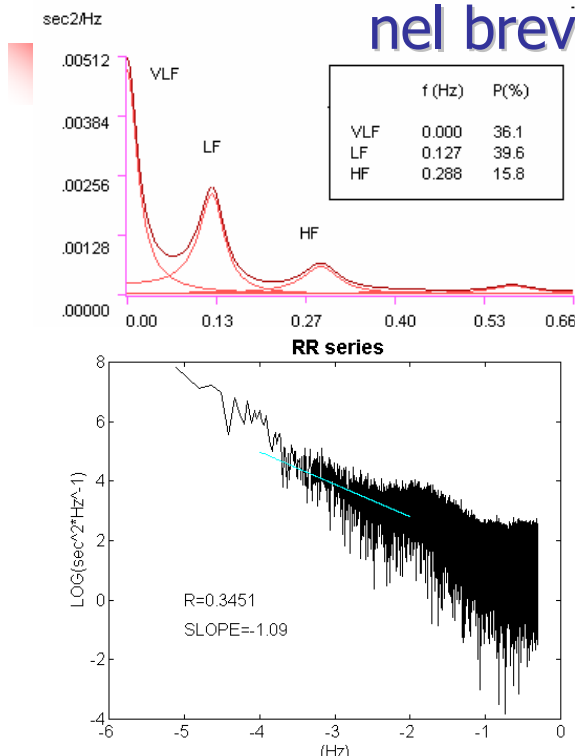 nel brev
sec2/Hz
.00512
.00384
.00256
.00128
.00000
VLF
LF
HF
f (Hz) P(%)
VLF 0.000 36.1
LF 0.127 39.6
HF 0.288 15.8
0.00 0.13 0.27 0.40 0.53 0.66
RR series
LOG(sec^2*Hz^-1)
8
6
4
2
0
-2
-4
R=0.3451
SLOPE=-1.09
-6 -5 -4 -3 -2 -1 0
(Hz)